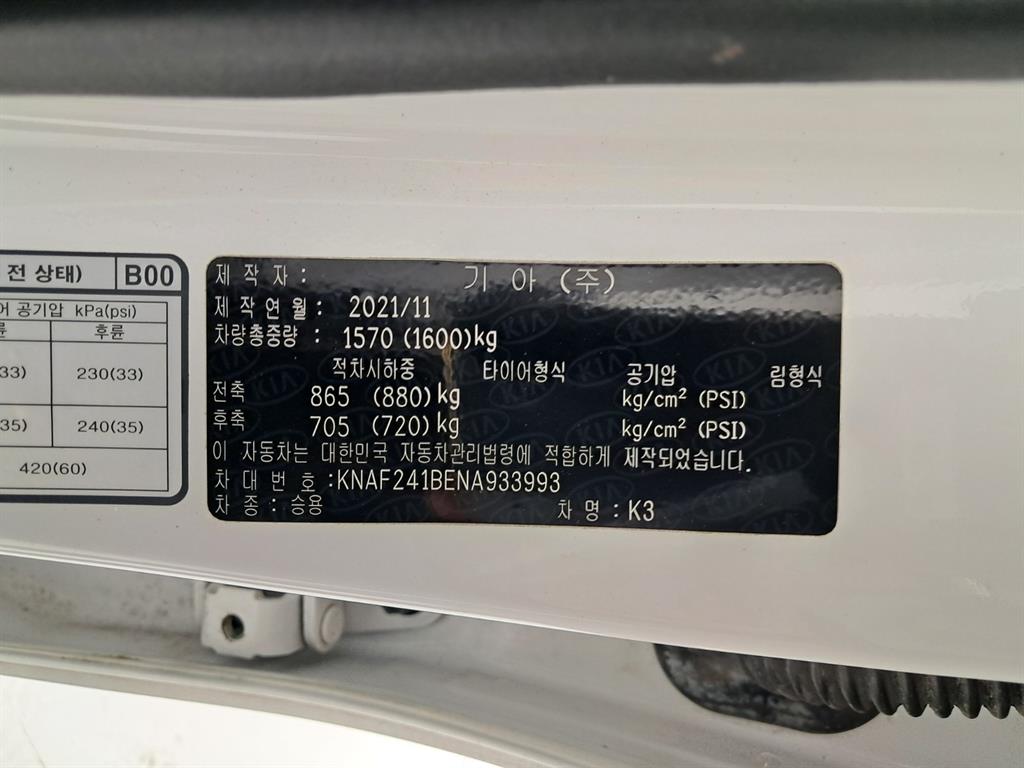 전 상태) B00
어 공기압 kPa(psi)
륜 후륜
33) 230(33)
35) 240(35)
420(60)
제 작 자 : 기 아 (주)
제 작 연 월 : 2021/11
차량총중량 : 1570 (1600)kg
적차시하중 타이어형식 공기압 림형식
전축 865 (880)kg kg/cm² (PSI)
후축 705 (720)kg kg/cm² (PSI)
이 자동차는 대한민국 자동차관리법령에 적합하게 제작되었습니다.
차 대 번 호 :KNAF241BENA933993
차 종 : 승용 차 명 : K3